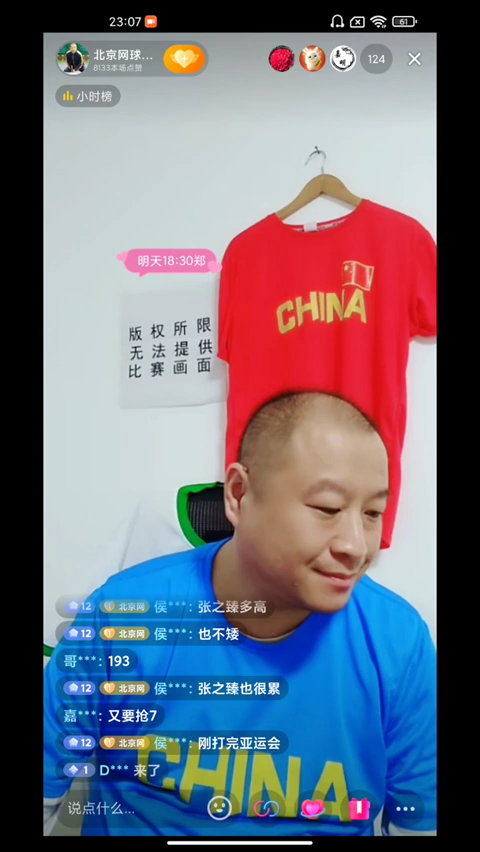 23:07
61
北京网球...
8133本场点赞
124
小时榜
明天18:30郑
CHINA
版权所限
无法提供
比赛画面
12 北京网 侯***: 张之臻多高
12 北京网 侯***: 也不矮
哥***: 193
12 北京网 侯***: 张之臻也很累
嘉***: 又要抢7
12 北京网 侯***: 刚打完亚运会
1 D*** 来了
CHINA
说点什么...